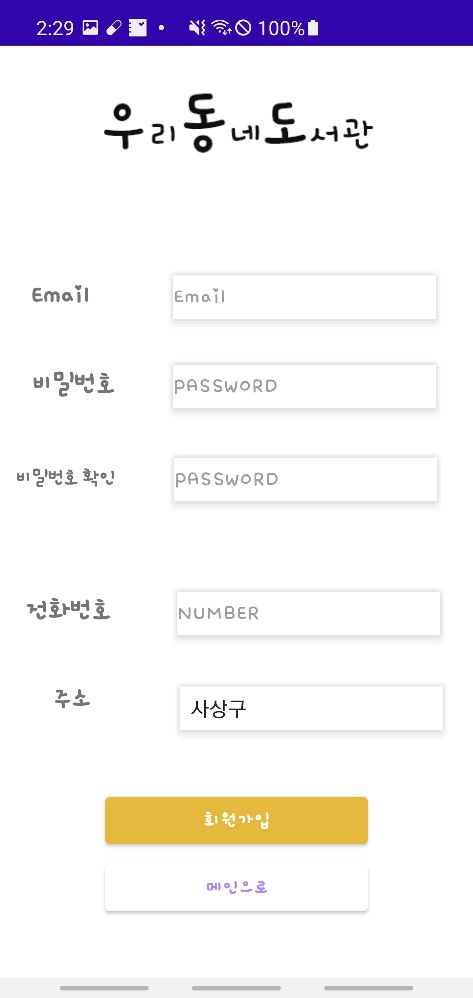 2:29 100%
우리동네도서관
Email Email
비밀번호 PASSWORD
비밀번호 확인 PASSWORD
전화번호 NUMBER
주소 사상구
회원가입
메인으로